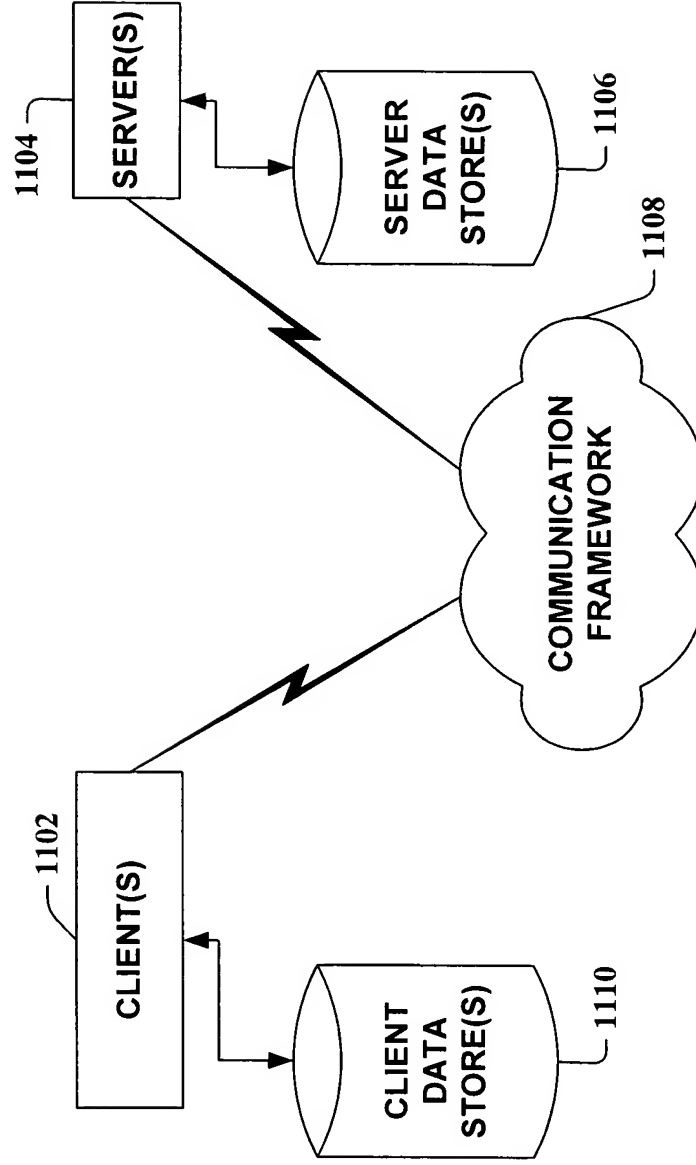 1102
CLIENT(S)
1104
SERVER(S)
CLIENT
DATA
STORE(S)
1110
SERVER
DATA
STORE(S)
1106
COMMUNICATION
FRAMEWORK
1108